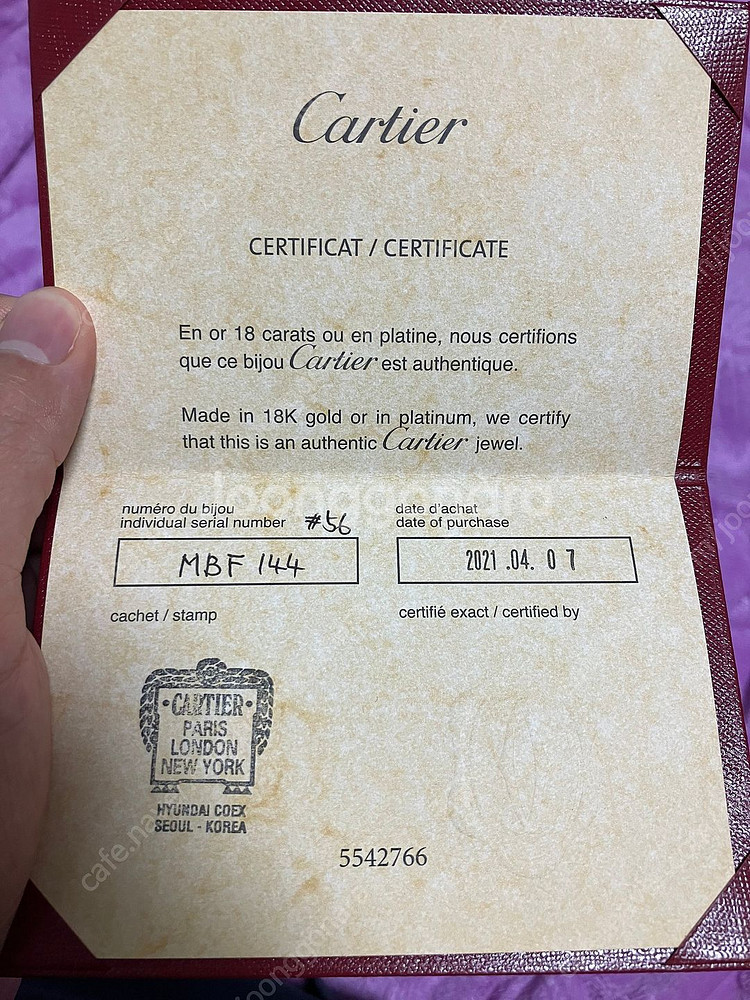 Cartier
CERTIFICAT / CERTIFICATE
En or 18 carats ou en platine, nous certifions
que ce bijou Cartier est authentique.
Made in 18K gold or in platinum, we certify
that this is an authentic Cartier jewel.
numéro du bijou
individual serial number #56
MBF 144
date d'achat
date of purchase
2021 .04. 07
cachet / stamp
certifié exact / certified by
·CARTIER·
PARIS
LONDON
NEW YORK
HYUNDAI COEX
SEOUL - KOREA
5542766
joonggonara